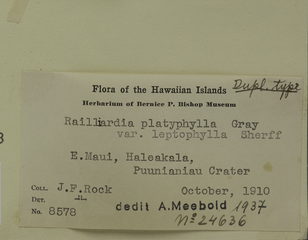 Dupl. type
Flora of the Hawaiian Islands
Herbarium of Bernice P. Bishop Museum
Railliardia platyphylla Gray
var. leptophylla Sherff
E.Maui, Haleakala,
Puunianiau Crater
COLL. J.F.Rock October, 1910
DET.
No. 8578 dedit A.Meebold 1937
No 24636